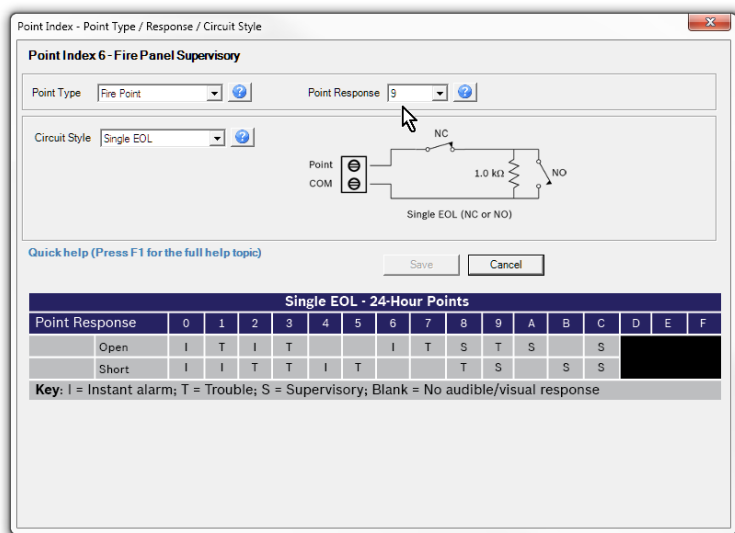 Point Index - Point Type / Response / Circuit Style
Point Index 6 - Fire Panel Supervisory
Point Type Fire Point Point Response 9
Circuit Style Single EOL
NC
Point
COM
1.0 kΩ
NO
Single EOL (NC or NO)
Quick help (Press F1 for the full help topic)
Save Cancel
Single EOL - 24-Hour Points
Point Response 0 1 2 3 4 5 6 7 8 9 A B C D E F
Open I T I T I T S T S S
Short I I T T I T T S S S
Key: I = Instant alarm; T = Trouble; S = Supervisory; Blank = No audible/visual response